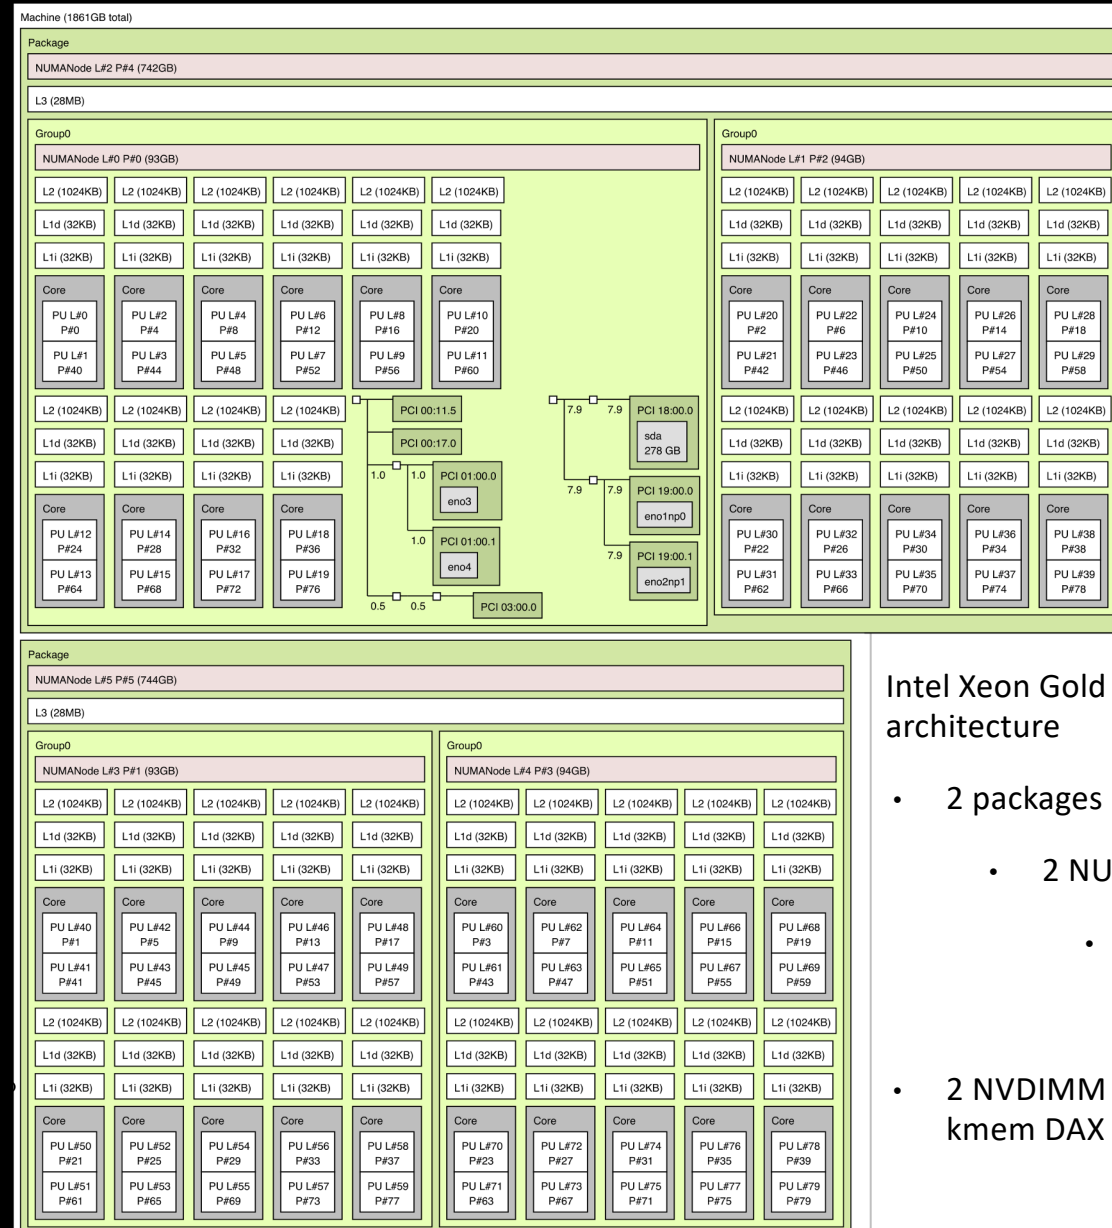 Machine (1861GB total)
Package
NUMANode L#2 P#4 (742GB)
L3 (28MB)
Group0
NUMANode L#0 P#0 (93GB)
L2 (1024KB) L2 (1024KB) L2 (1024KB) L2 (1024KB) L2 (1024KB) L2 (1024KB)
L1d (32KB) L1d (32KB) L1d (32KB) L1d (32KB) L1d (32KB) L1d (32KB)
L1i (32KB) L1i (32KB) L1i (32KB) L1i (32KB) L1i (32KB) L1i (32KB)
Core Core Core Core Core Core
PU L#0 PU L#2 PU L#4 PU L#6 PU L#8 PU L#10
P#0 P#4 P#8 P#12 P#16 P#20
PU L#1 PU L#3 PU L#5 PU L#7 PU L#9 PU L#11
P#40 P#44 P#48 P#52 P#56 P#60
L2 (1024KB) L2 (1024KB) L2 (1024KB) L2 (1024KB)
L1d (32KB) L1d (32KB) L1d (32KB) L1d (32KB)
L1i (32KB) L1i (32KB) L1i (32KB) L1i (32KB)
Core Core Core Core
PU L#12 PU L#14 PU L#16 PU L#18
P#24 P#28 P#32 P#36
PU L#13 PU L#15 PU L#17 PU L#19
P#64 P#68 P#72 P#76
PCI 00:11.5
PCI 00:17.0
1.0 1.0 PCI 01:00.0
eno3
1.0 PCI 01:00.1
eno4
0.5 0.5 PCI 03:00.0
7.9 7.9 PCI 18:00.0
sda
278 GB
7.9 7.9 PCI 19:00.0
eno1np0
7.9 PCI 19:00.1
eno2np1
Group0
NUMANode L#1 P#2 (94GB)
L2 (1024KB) L2 (1024KB) L2 (1024KB) L2 (1024KB) L2 (1024KB)
L1d (32KB) L1d (32KB) L1d (32KB) L1d (32KB) L1d (32KB)
L1i (32KB) L1i (32KB) L1i (32KB) L1i (32KB) L1i (32KB)
Core Core Core Core Core
PU L#20 PU L#22 PU L#24 PU L#26 PU L#28
P#2 P#6 P#10 P#14 P#18
PU L#21 PU L#23 PU L#25 PU L#27 PU L#29
P#42 P#46 P#50 P#54 P#58
L2 (1024KB) L2 (1024KB) L2 (1024KB) L2 (1024KB) L2 (1024KB)
L1d (32KB) L1d (32KB) L1d (32KB) L1d (32KB) L1d (32KB)
L1i (32KB) L1i (32KB) L1i (32KB) L1i (32KB) L1i (32KB)
Core Core Core Core Core
PU L#30 PU L#32 PU L#34 PU L#36 PU L#38
P#22 P#26 P#30 P#34 P#38
PU L#31 PU L#33 PU L#35 PU L#37 PU L#39
P#62 P#66 P#70 P#74 P#78
Package
NUMANode L#5 P#5 (744GB)
L3 (28MB)
Group0
NUMANode L#3 P#1 (93GB)
L2 (1024KB) L2 (1024KB) L2 (1024KB) L2 (1024KB) L2 (1024KB)
L1d (32KB) L1d (32KB) L1d (32KB) L1d (32KB) L1d (32KB)
L1i (32KB) L1i (32KB) L1i (32KB) L1i (32KB) L1i (32KB)
Core Core Core Core Core
PU L#40 PU L#42 PU L#44 PU L#46 PU L#48
P#1 P#5 P#9 P#13 P#17
PU L#41 PU L#43 PU L#45 PU L#47 PU L#49
P#41 P#45 P#49 P#53 P#57
L2 (1024KB) L2 (1024KB) L2 (1024KB) L2 (1024KB) L2 (1024KB)
L1d (32KB) L1d (32KB) L1d (32KB) L1d (32KB) L1d (32KB)
L1i (32KB) L1i (32KB) L1i (32KB) L1i (32KB) L1i (32KB)
Core Core Core Core Core
PU L#50 PU L#52 PU L#54 PU L#56 PU L#58
P#21 P#25 P#29 P#33 P#37
PU L#51 PU L#53 PU L#55 PU L#57 PU L#59
P#61 P#65 P#69 P#73 P#77
Group0
NUMANode L#4 P#3 (94GB)
L2 (1024KB) L2 (1024KB) L2 (1024KB) L2 (1024KB) L2 (1024KB)
L1d (32KB) L1d (32KB) L1d (32KB) L1d (32KB) L1d (32KB)
L1i (32KB) L1i (32KB) L1i (32KB) L1i (32KB) L1i (32KB)
Core Core Core Core Core
PU L#60 PU L#62 PU L#64 PU L#66 PU L#68
P#3 P#7 P#11 P#15 P#19
PU L#61 PU L#63 PU L#65 PU L#67 PU L#69
P#43 P#47 P#51 P#55 P#59
L2 (1024KB) L2 (1024KB) L2 (1024KB) L2 (1024KB) L2 (1024KB)
L1d (32KB) L1d (32KB) L1d (32KB) L1d (32KB) L1d (32KB)
L1i (32KB) L1i (32KB) L1i (32KB) L1i (32KB) L1i (32KB)
Core Core Core Core Core
PU L#70 PU L#72 PU L#74 PU L#76 PU L#78
P#23 P#27 P#31 P#35 P#39
PU L#71 PU L#73 PU L#75 PU L#77 PU L#79
P#63 P#67 P#71 P#75 P#79
Intel Xeon Gold
architecture
• 2 packages
• 2 NU
•
• 2 NVDIMM
kmem DAX